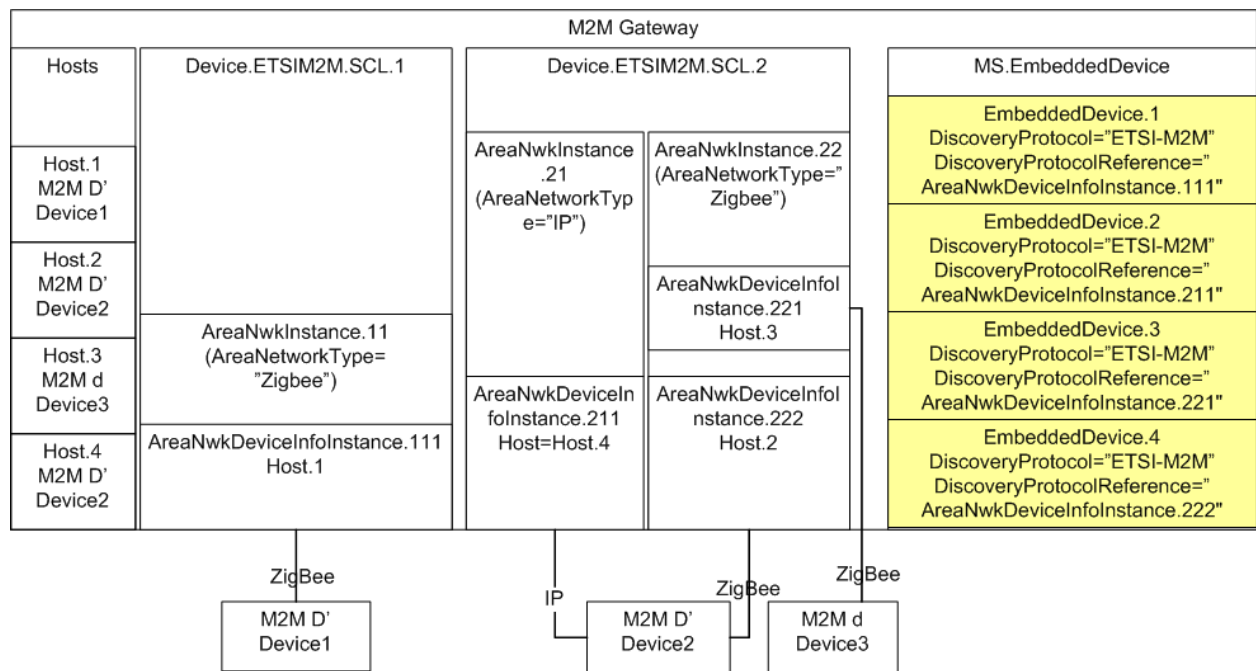 M2M Gateway
Hosts
Host.1
M2M D’
Device1
Host.2
M2M D’
Device2
Host.3
M2M d
Device3
Host.4
M2M D’
Device2
Device.ETSIM2M.SCL.1
AreaNwkInstance.11
(AreaNetworkType=
”Zigbee”)
AreaNwkDeviceInfoInstance.111
Host.1
Device.ETSIM2M.SCL.2
AreaNwkInstance
.21
(AreaNetworkTyp
e=”IP”)
AreaNwkDeviceIn
foInstance.211
Host=Host.4
AreaNwkInstance.22
(AreaNetworkType=”
Zigbee”)
AreaNwkDeviceInfoI
nstance.221
Host.3
AreaNwkDeviceInfoI
nstance.222
Host.2
MS.EmbeddedDevice
EmbeddedDevice.1
DiscoveryProtocol=”ETSI-M2M”
DiscoveryProtocolReference=”
AreaNwkDeviceInfoInstance.111"
EmbeddedDevice.2
DiscoveryProtocol=”ETSI-M2M”
DiscoveryProtocolReference=”
AreaNwkDeviceInfoInstance.211"
EmbeddedDevice.3
DiscoveryProtocol=”ETSI-M2M”
DiscoveryProtocolReference=”
AreaNwkDeviceInfoInstance.221"
EmbeddedDevice.4
DiscoveryProtocol=”ETSI-M2M”
DiscoveryProtocolReference=”
AreaNwkDeviceInfoInstance.222"
ZigBee
IP
ZigBee
ZigBee
M2M D’
Device1
M2M D’
Device2
M2M d
Device3